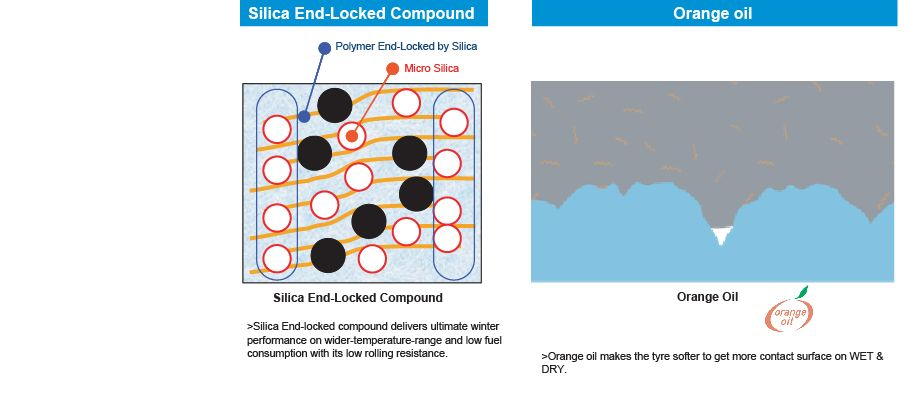 Silica End-Locked Compound
Polymer End-Locked by Silica
Micro Silica
Silica End-Locked Compound
>Silica End-locked compound delivers ultimate winter
performance on wider-temperature-range and low fuel
consumption with its low rolling resistance.
Orange oil
Orange Oil
orange
oil
>Orange oil makes the tyre softer to get more contact surface on WET &
DRY.